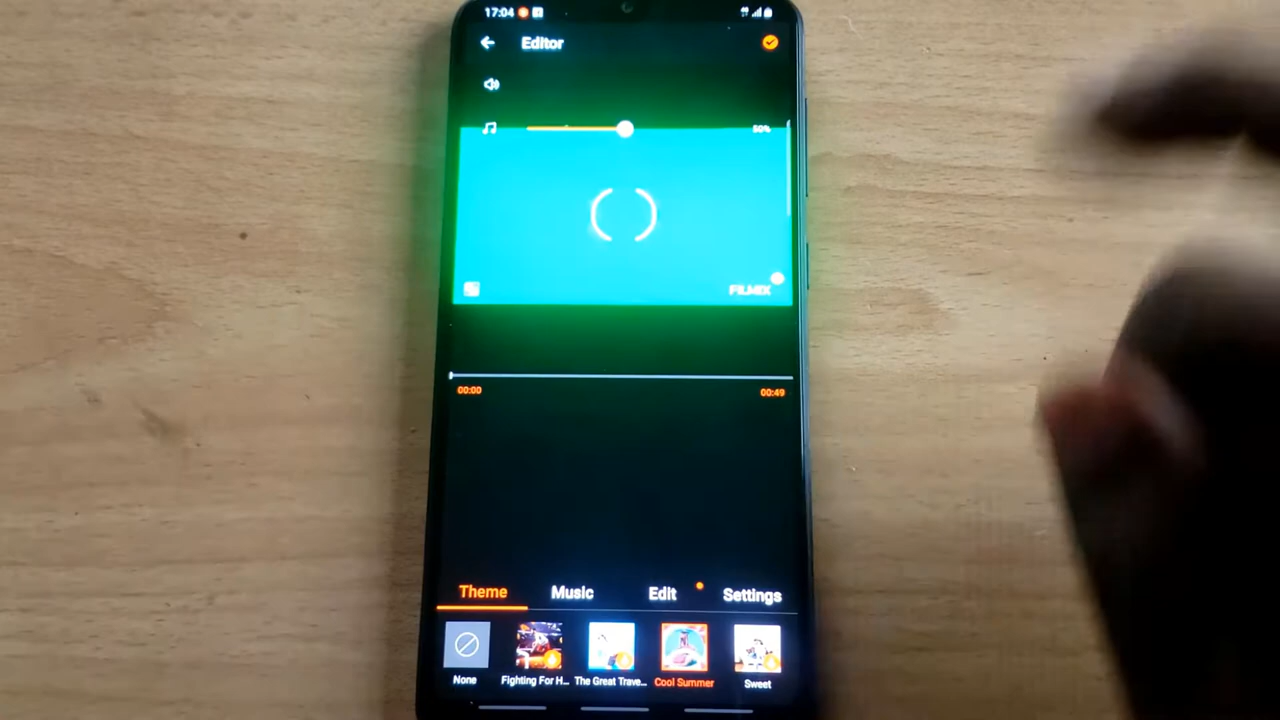 17:04
Editor
50%
FILMIX
00:00
00:49
Theme Music Edit Settings
None Fighting For H... The Great Trave... Cool Summer Sweet